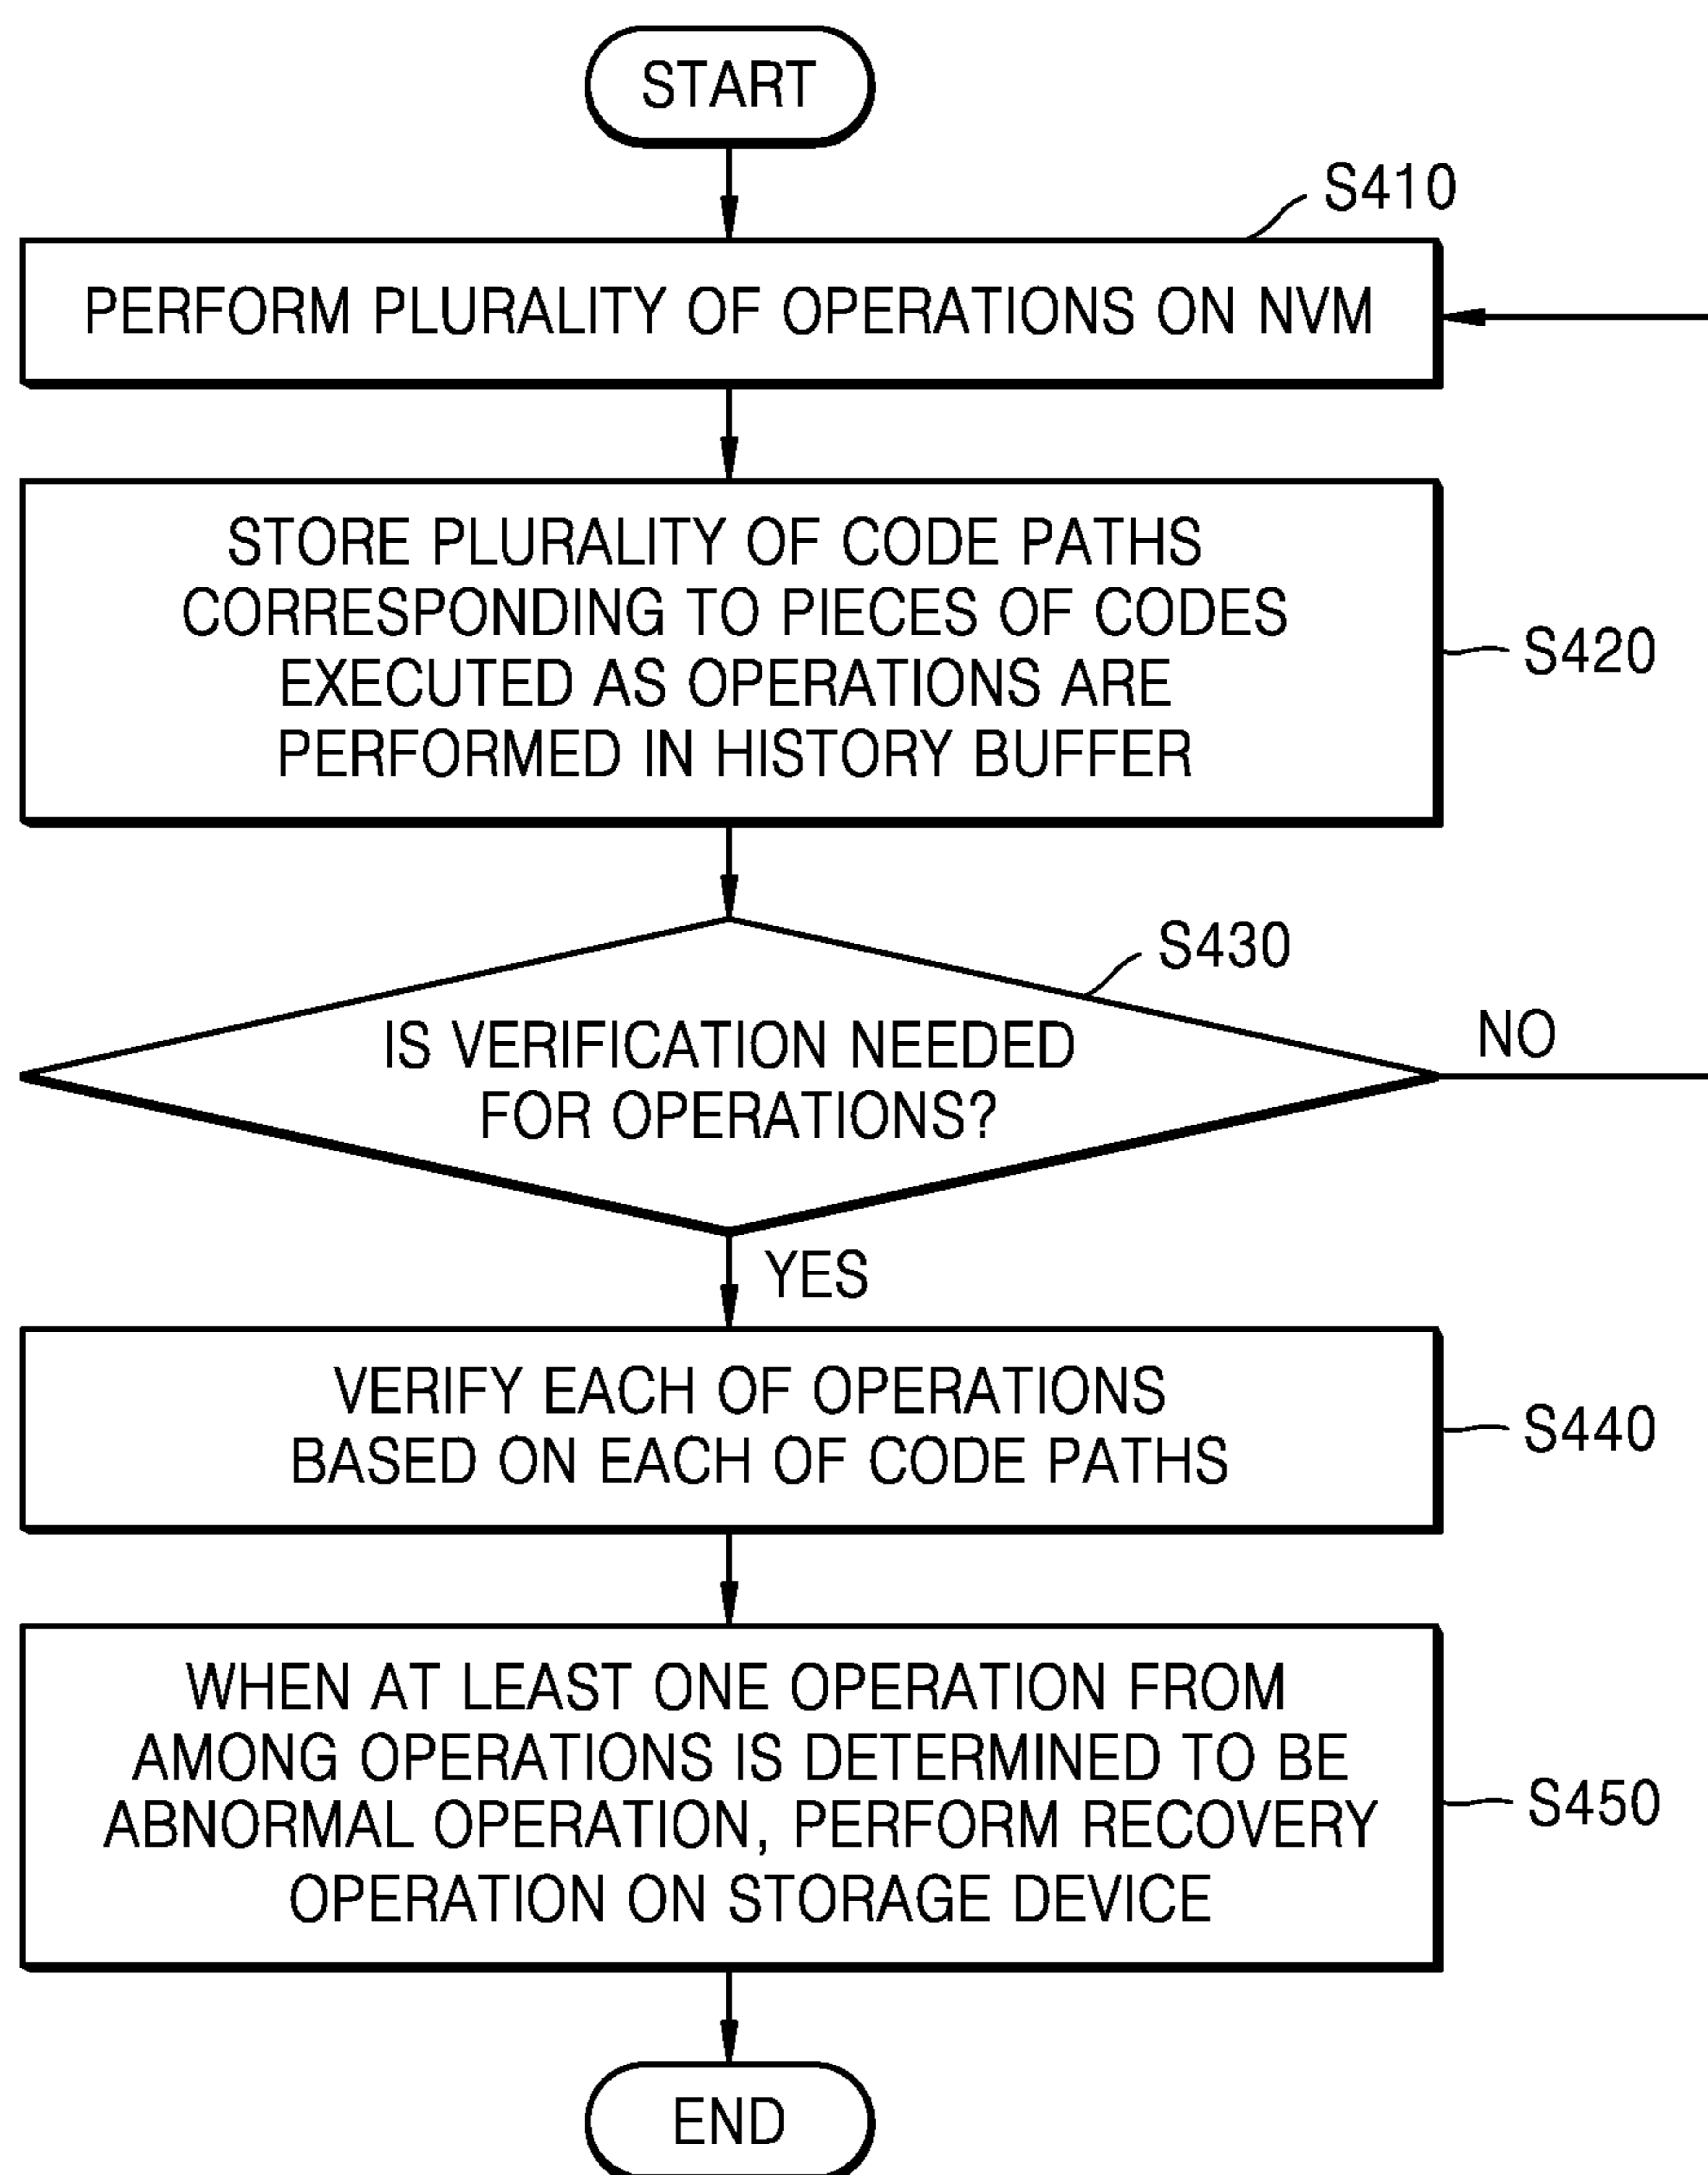 START
S410
PERFORM PLURALITY OF OPERATIONS ON NVM
STORE PLURALITY OF CODE PATHS
CORRESPONDING TO PIECES OF CODES
EXECUTED AS OPERATIONS ARE
PERFORMED IN HISTORY BUFFER
S420
S430
IS VERIFICATION NEEDED
FOR OPERATIONS?
NO
YES
VERIFY EACH OF OPERATIONS
BASED ON EACH OF CODE PATHS
S440
WHEN AT LEAST ONE OPERATION FROM
AMONG OPERATIONS IS DETERMINED TO BE
ABNORMAL OPERATION, PERFORM RECOVERY
OPERATION ON STORAGE DEVICE
S450
END